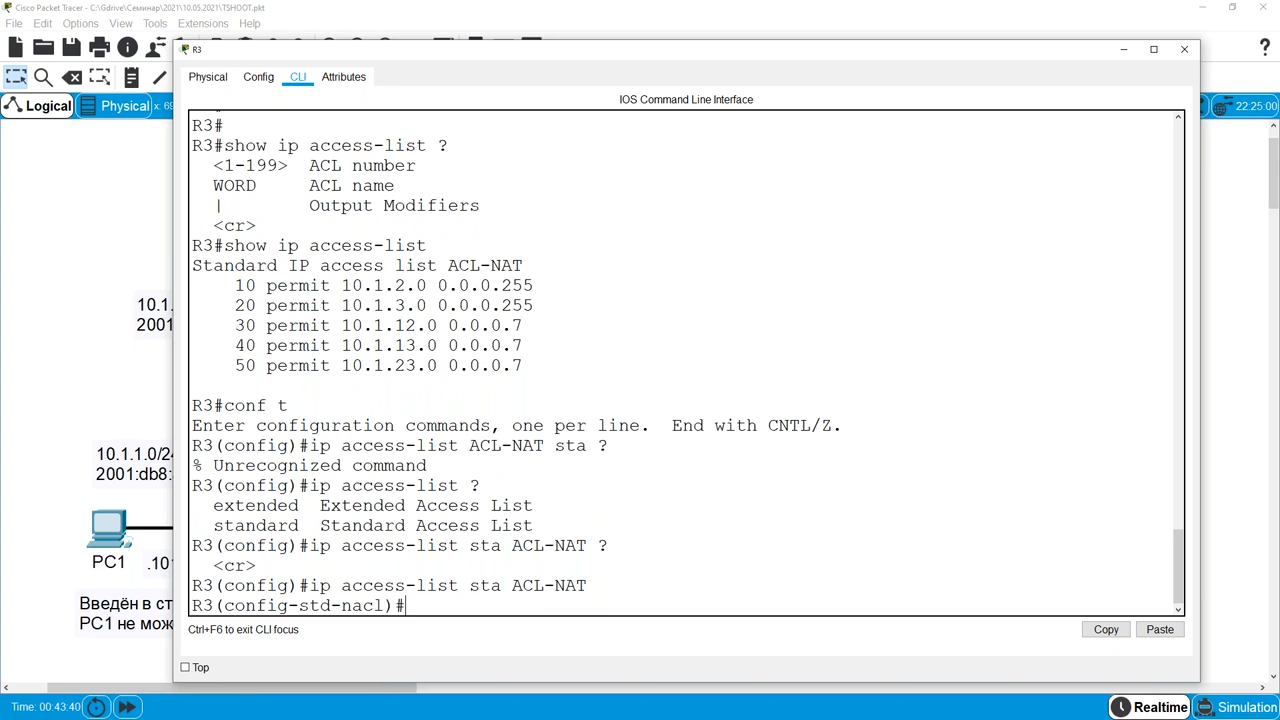 Cisco Packet Tracer - C:\Gdrive\Семинар\2021\10.05.2021\TSHOOT.pkt
File Edit Options View Tools Extensions Help
R3
?
Physical Config CLI Attributes
Logical Physical x: 69
22:25:00
IOS Command Line Interface
R3#
R3#show ip access-list ?
<1-199> ACL number
WORD ACL name
| Output Modifiers
<cr>
R3#show ip access-list
Standard IP access list ACL-NAT
10 permit 10.1.2.0 0.0.0.255
20 permit 10.1.3.0 0.0.0.255
30 permit 10.1.12.0 0.0.0.7
40 permit 10.1.13.0 0.0.0.7
50 permit 10.1.23.0 0.0.0.7
R3#conf t
Enter configuration commands, one per line. End with CNTL/Z.
R3(config)#ip access-list ACL-NAT sta ?
% Unrecognized command
R3(config)#ip access-list ?
extended Extended Access List
standard Standard Access List
R3(config)#ip access-list sta ACL-NAT ?
<cr>
R3(config)#ip access-list sta ACL-NAT
R3(config-std-nacl)#
Ctrl+F6 to exit CLI focus
Copy Paste
Top
10.1.
2001
10.1.1.0/24
2001:db8:
PC1 .101
Введён в ст
PC1 не мож
Time: 00:43:40
Realtime Simulation